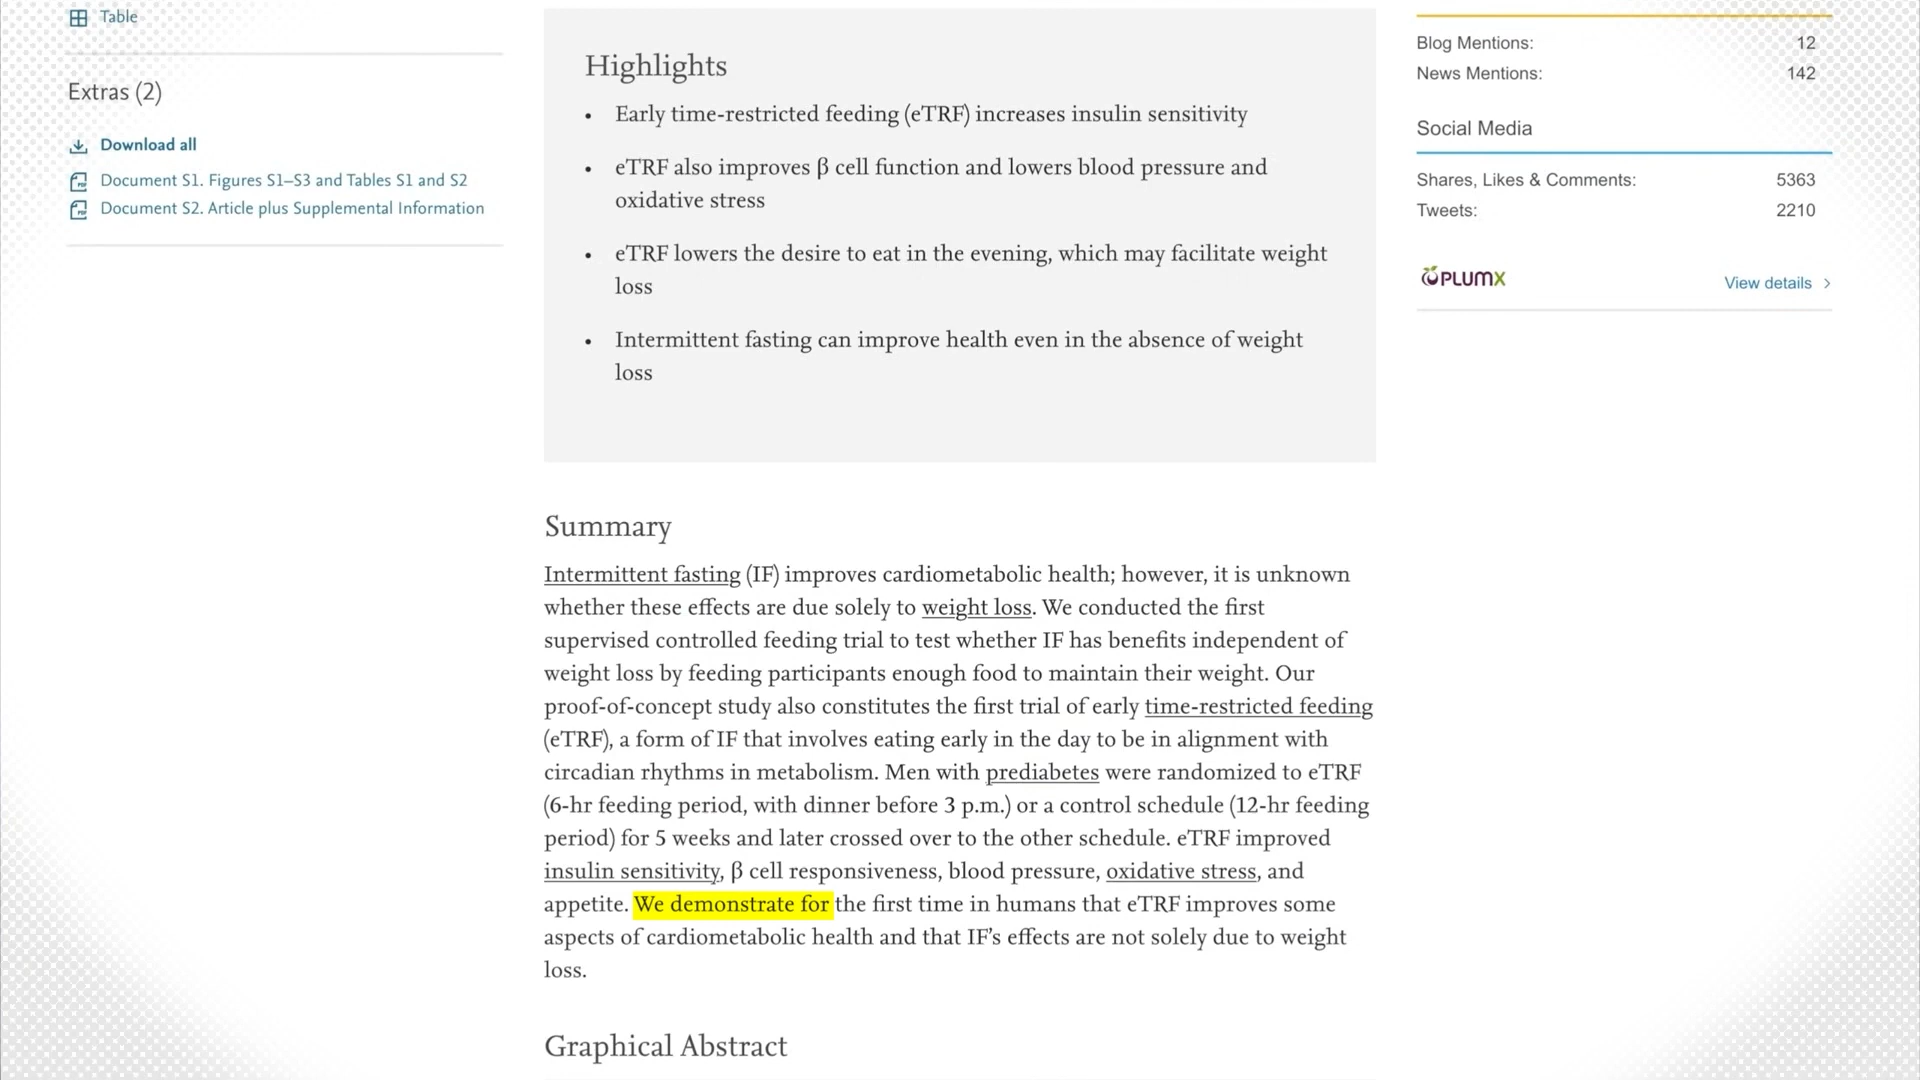 Table
Extras (2)
Download all
Document S1. Figures S1–S3 and Tables S1 and S2
Document S2. Article plus Supplemental Information
Highlights
• Early time-restricted feeding (eTRF) increases insulin sensitivity
• eTRF also improves β cell function and lowers blood pressure and
oxidative stress
• eTRF lowers the desire to eat in the evening, which may facilitate weight
loss
• Intermittent fasting can improve health even in the absence of weight
loss
Summary
Intermittent fasting (IF) improves cardiometabolic health; however, it is unknown
whether these effects are due solely to weight loss. We conducted the first
supervised controlled feeding trial to test whether IF has benefits independent of
weight loss by feeding participants enough food to maintain their weight. Our
proof-of-concept study also constitutes the first trial of early time-restricted feeding
(eTRF), a form of IF that involves eating early in the day to be in alignment with
circadian rhythms in metabolism. Men with prediabetes were randomized to eTRF
(6-hr feeding period, with dinner before 3 p.m.) or a control schedule (12-hr feeding
period) for 5 weeks and later crossed over to the other schedule. eTRF improved
insulin sensitivity, β cell responsiveness, blood pressure, oxidative stress, and
appetite. We demonstrate for the first time in humans that eTRF improves some
aspects of cardiometabolic health and that IF’s effects are not solely due to weight
loss.
Graphical Abstract
Blog Mentions: 12
News Mentions: 142
Social Media
Shares, Likes & Comments: 5363
Tweets: 2210
PLUMX
View details